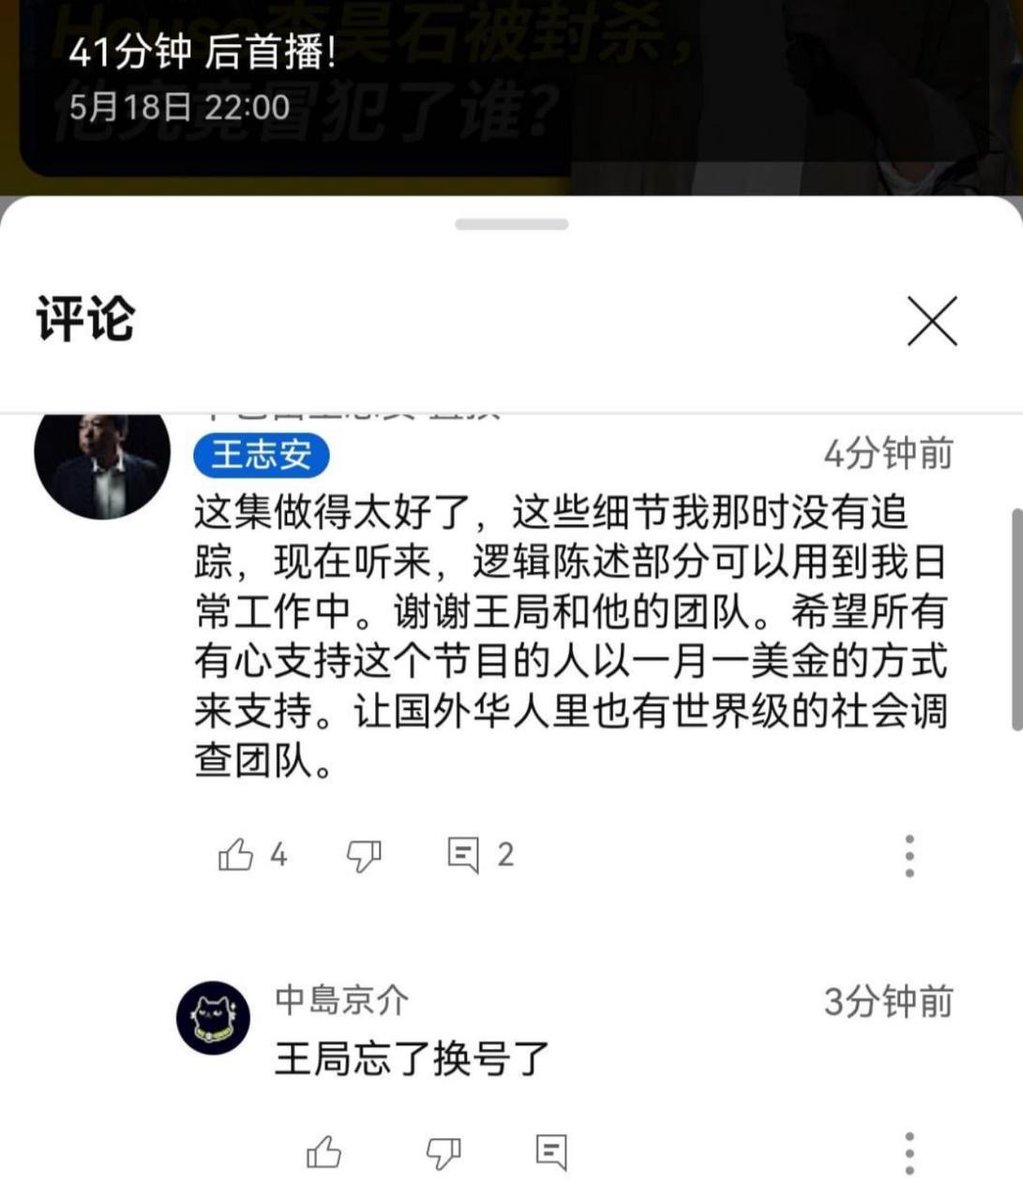 House李昊石被封杀，
41分钟 后首播!
他究竟冒犯了谁？
5月18日 22:00
评论
王志安
4分钟前
这集做得太好了，这些细节我那时没有追
踪，现在听来，逻辑陈述部分可以用到我日
常工作中。谢谢王局和他的团队。希望所有
有心支持这个节目的人以一月一美金的方式
来支持。让国外华人里也有世界级的社会调
查团队。
4
2
中島京介
3分钟前
王局忘了换号了